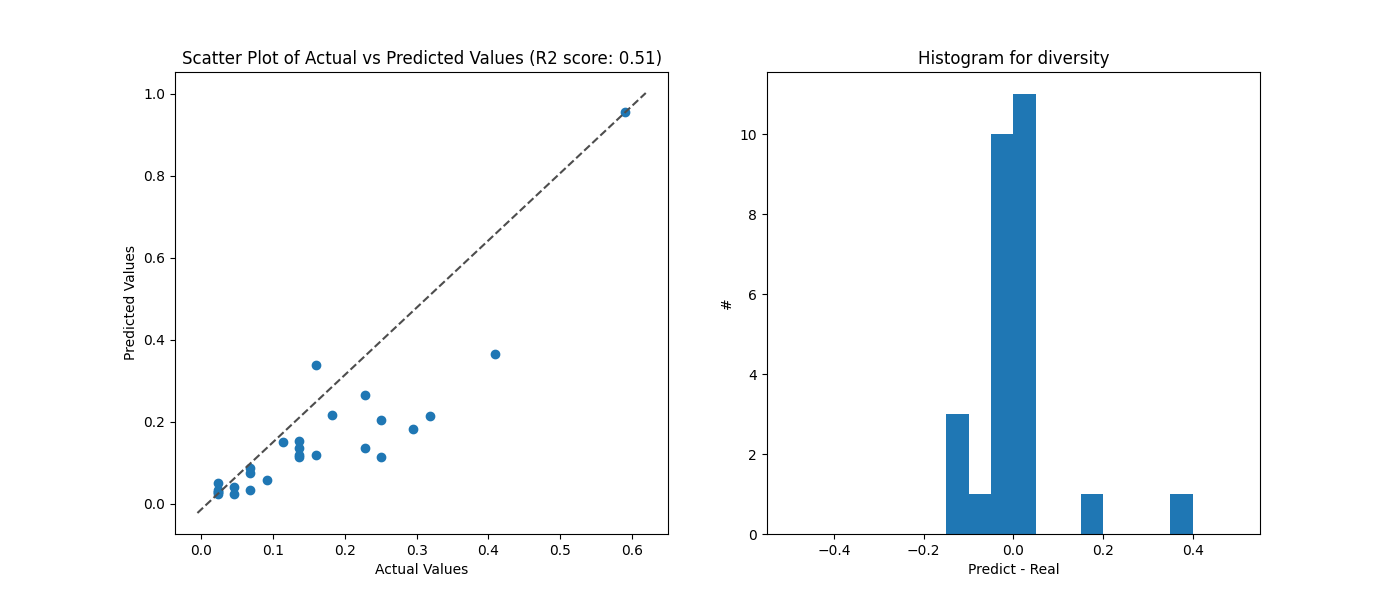 Scatter Plot of Actual vs Predicted Values (R2 score: 0.51)
Predicted Values
1.0
0.8
0.6
0.4
0.2
0.0
0.0 0.1 0.2 0.3 0.4 0.5 0.6
Actual Values
Histogram for diversity
#
10
8
6
4
2
0
−0.4 −0.2 0.0 0.2 0.4
Predict - Real